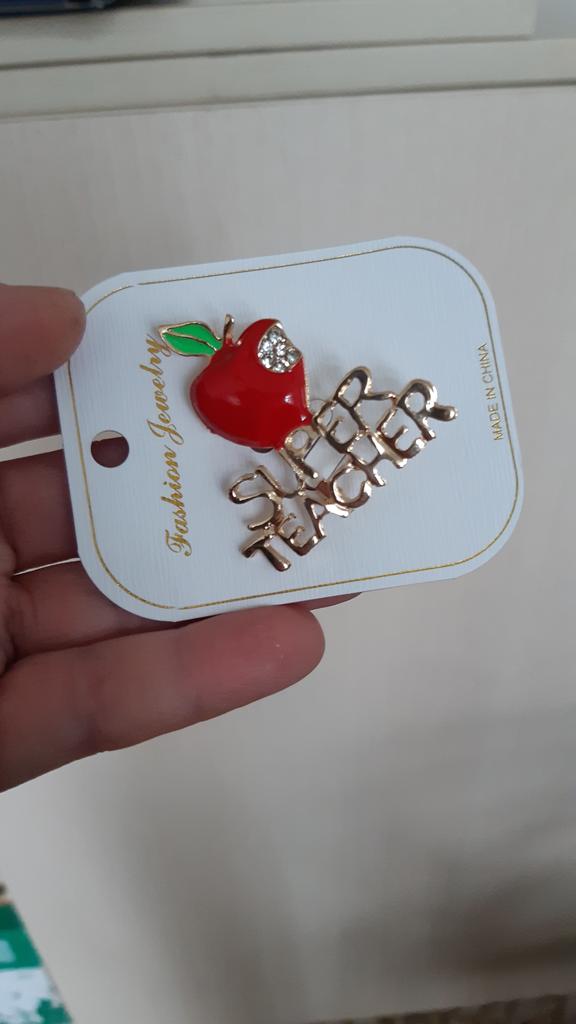 Fashion Jewelry
SUPER
TEACHER
MADE IN CHINA